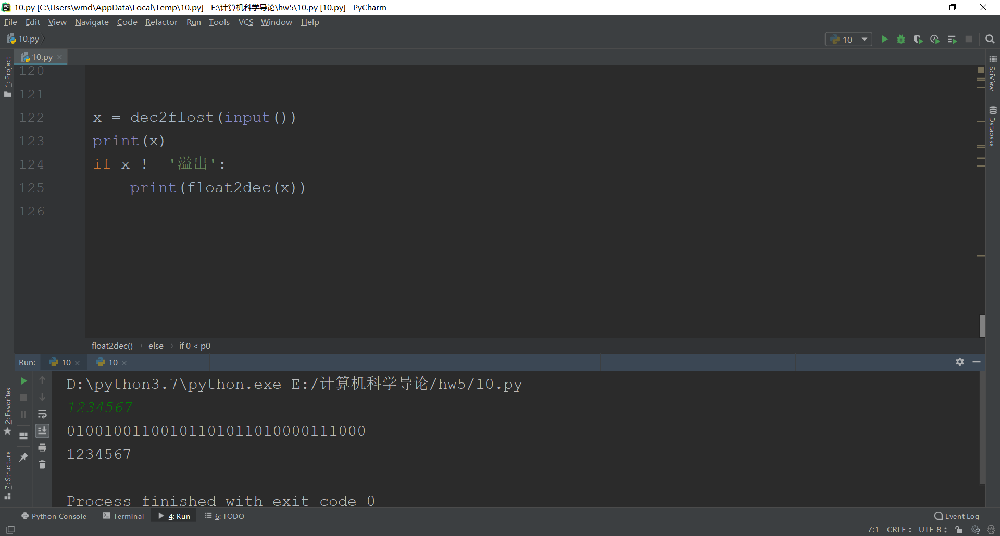 10.py [C:\Users\wmd\AppData\Local\Temp\10.py] - E:\计算机科学导论\hw5\10.py [10.py] - PyCharm
File Edit View Navigate Code Refactor Run Tools VCS Window Help
10.py
10
10.py
1: Project
SciView
Database
120
121
122 x = dec2flost(input())
123 print(x)
124 if x != '溢出':
125 print(float2dec(x))
126
float2dec() › else › if 0 < p0
Run: 10 10
D:\python3.7\python.exe E:/计算机科学导论/hw5/10.py
1234567
01001001100101101011010000111000
1234567
Process finished with exit code 0
2: Favorites
7: Structure
Python Console Terminal 4: Run 6: TODO Event Log
7:1 CRLF UTF-8